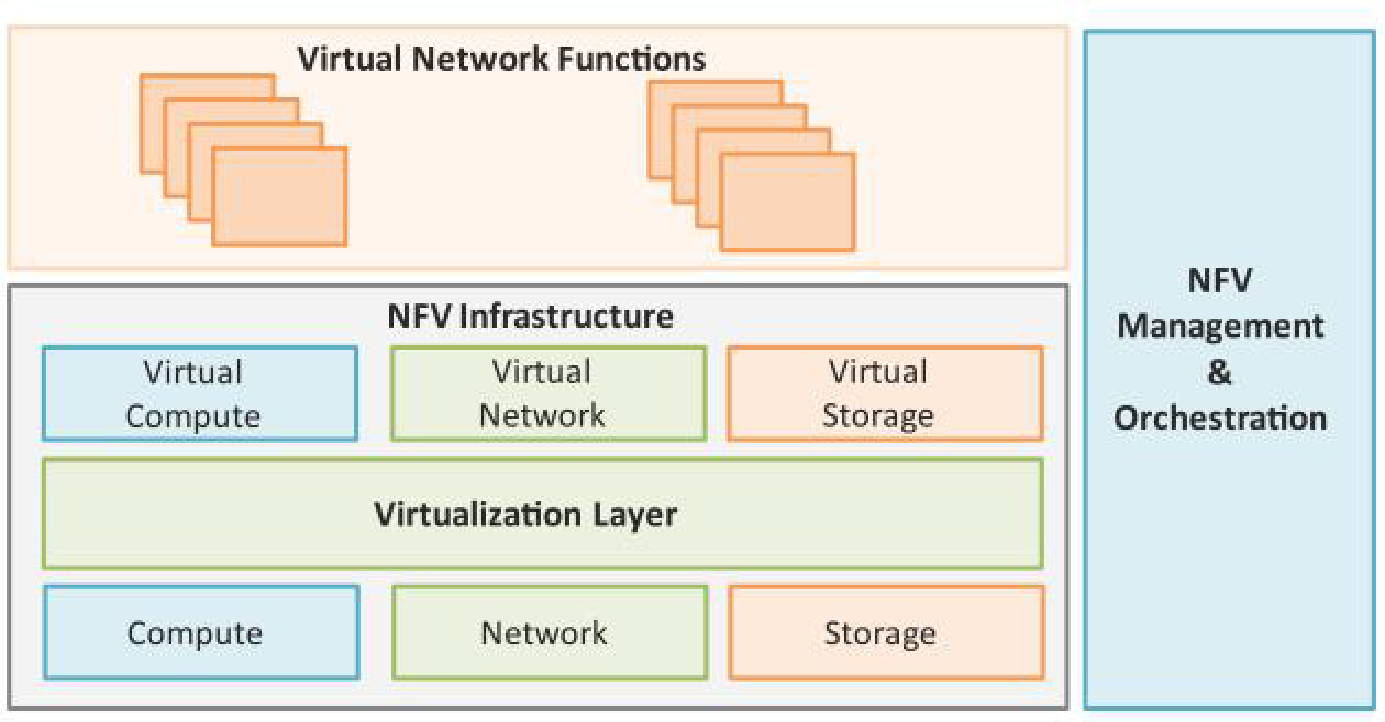 Virtual Network Functions
NFV Infrastructure
Virtual
Compute
Virtual
Network
Virtual
Storage
Virtualization Layer
Compute
Network
Storage
NFV
Management
&
Orchestration